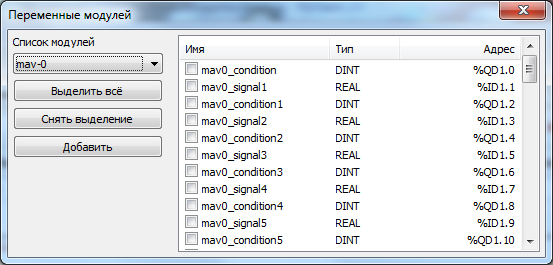 Переменные модулей
Список модулей
mav-0
Выделить всё
Снять выделение
Добавить
Имя Тип Адрес
mav0_condition DINT %QD1.0
mav0_signal1 REAL %ID1.1
mav0_condition1 DINT %QD1.2
mav0_signal2 REAL %ID1.3
mav0_condition2 DINT %QD1.4
mav0_signal3 REAL %ID1.5
mav0_condition3 DINT %QD1.6
mav0_signal4 REAL %ID1.7
mav0_condition4 DINT %QD1.8
mav0_signal5 REAL %ID1.9
mav0_condition5 DINT %QD1.10